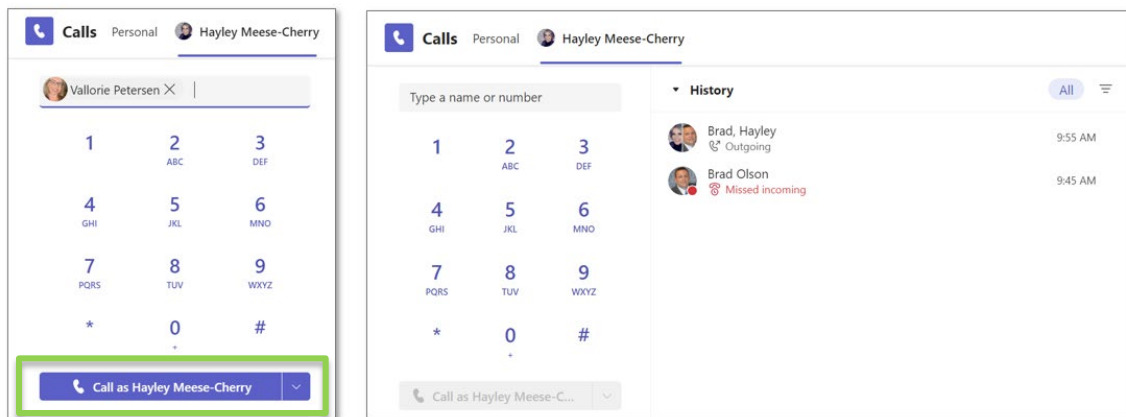 Calls Personal Hayley Meese-Cherry
Vallorie Petersen
1 2 3
ABC DEF
4 5 6
GHI JKL MNO
7 8 9
PQRS TUV WXYZ
* 0 #
+
Call as Hayley Meese-Cherry
Calls Personal Hayley Meese-Cherry
Type a name or number
1 2 3
ABC DEF
4 5 6
GHI JKL MNO
7 8 9
PQRS TUV WXYZ
* 0 #
+
Call as Hayley Meese-C...
History All
Brad, Hayley
Outgoing 9:55 AM
Brad Olson
Missed incoming 9:45 AM